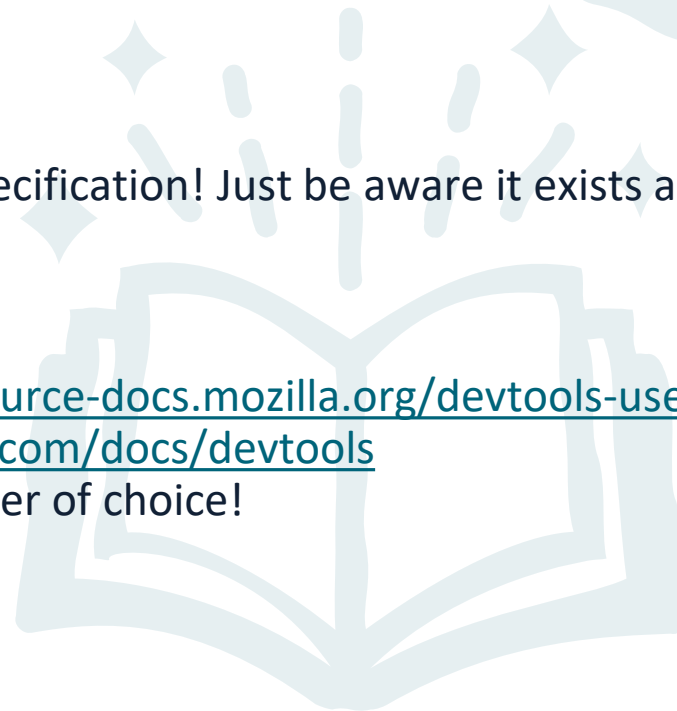 ecification! Just be aware it exists a
urce-docs.mozilla.org/devtools-use
.com/docs/devtools
er of choice!